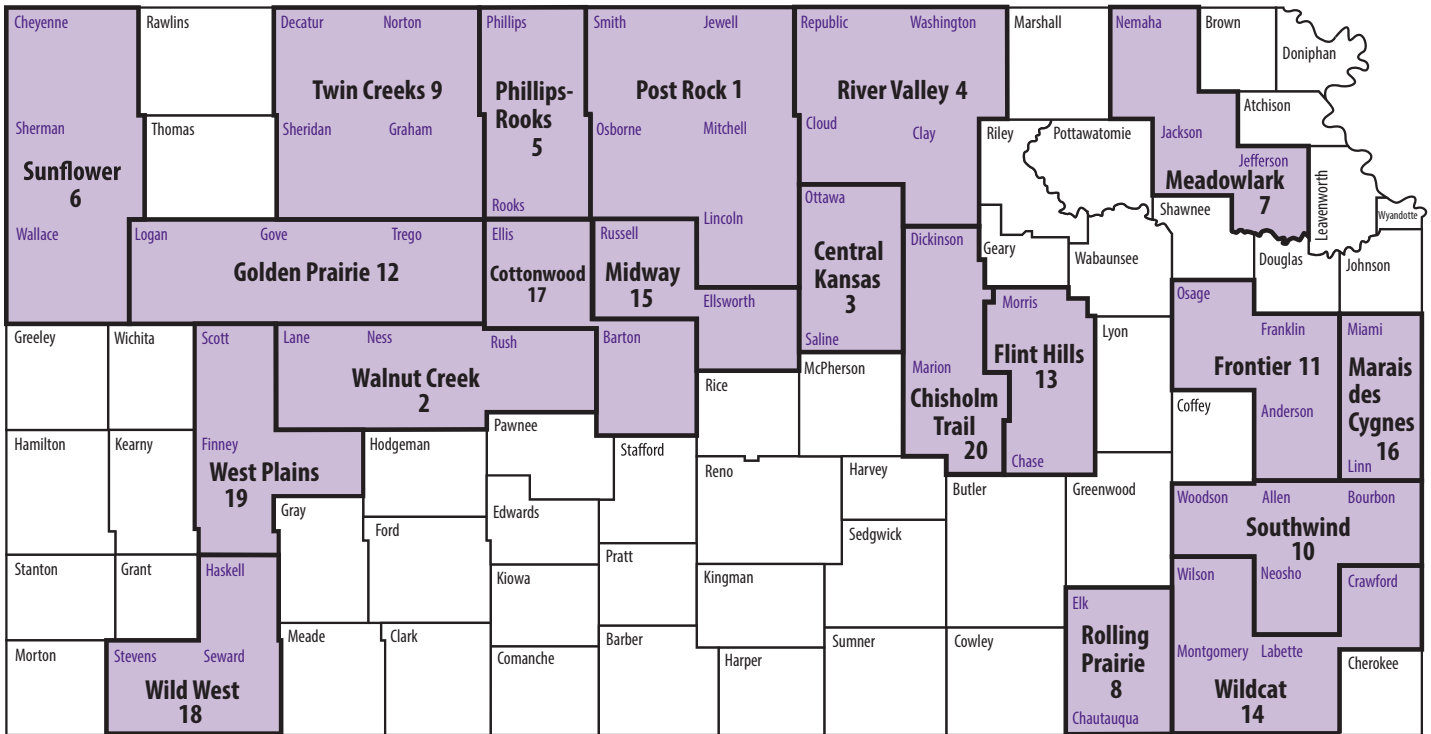 Cheyenne
Rawlins
Decatur
Norton
Phillips
Smith
Jewell
Republic
Washington
Marshall
Nemaha
Brown
Doniphan
Twin Creeks 9
Phillips-
Rooks
5
Post Rock 1
River Valley 4
Atchison
Sherman
Thomas
Sheridan
Graham
Osborne
Mitchell
Cloud
Clay
Riley
Pottawatomie
Jackson
Jefferson
Sunflower
6
Meadowlark
7
Leavenworth
Rooks
Lincoln
Ottawa
Shawnee
Wyandotte
Wallace
Logan
Gove
Trego
Ellis
Russell
Dickinson
Geary
Wabaunsee
Douglas
Johnson
Golden Prairie 12
Cottonwood
17
Midway
15
Central
Kansas
3
Ellsworth
Morris
Osage
Saline
Greeley
Wichita
Scott
Lane
Ness
Rush
Barton
Lyon
Franklin
Miami
Walnut Creek
2
Rice
McPherson
Marion
Flint Hills
13
Frontier 11
Marais
des
Cygnes
16
Chisholm
Trail
20
Coffey
Anderson
Pawnee
Hamilton
Kearny
Finney
Hodgeman
Stafford
Reno
Harvey
Chase
Linn
West Plains
19
Butler
Greenwood
Woodson
Allen
Bourbon
Gray
Edwards
Ford
Sedgwick
Southwind
10
Pratt
Stanton
Grant
Haskell
Kiowa
Kingman
Wilson
Neosho
Crawford
Elk
Meade
Clark
Barber
Sumner
Cowley
Rolling
Prairie
8
Morton
Stevens
Seward
Comanche
Harper
Montgomery
Labette
Cherokee
Wild West
18
Wildcat
14
Chautauqua